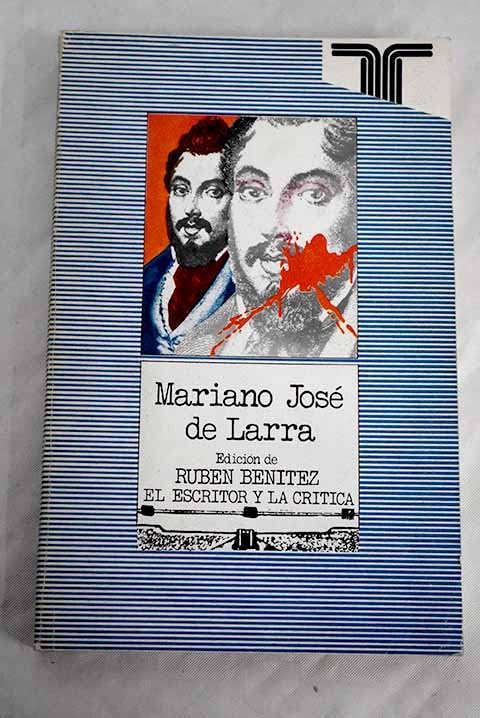 Mariano José
de Larra
Edición de
RUBEN BENITEZ
EL ESCRITOR Y LA CRITICA